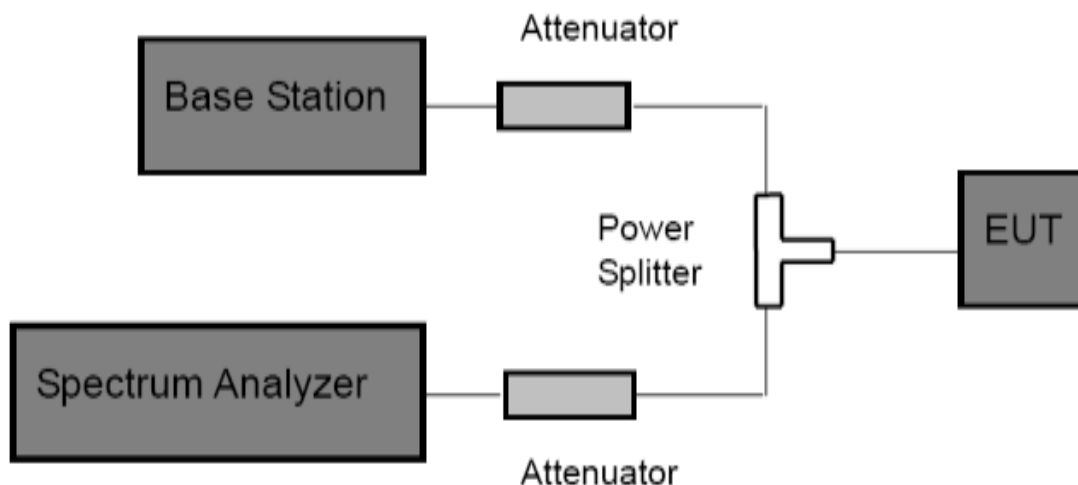 Attenuator
Base Station
Power
Splitter
EUT
Spectrum Analyzer
Attenuator